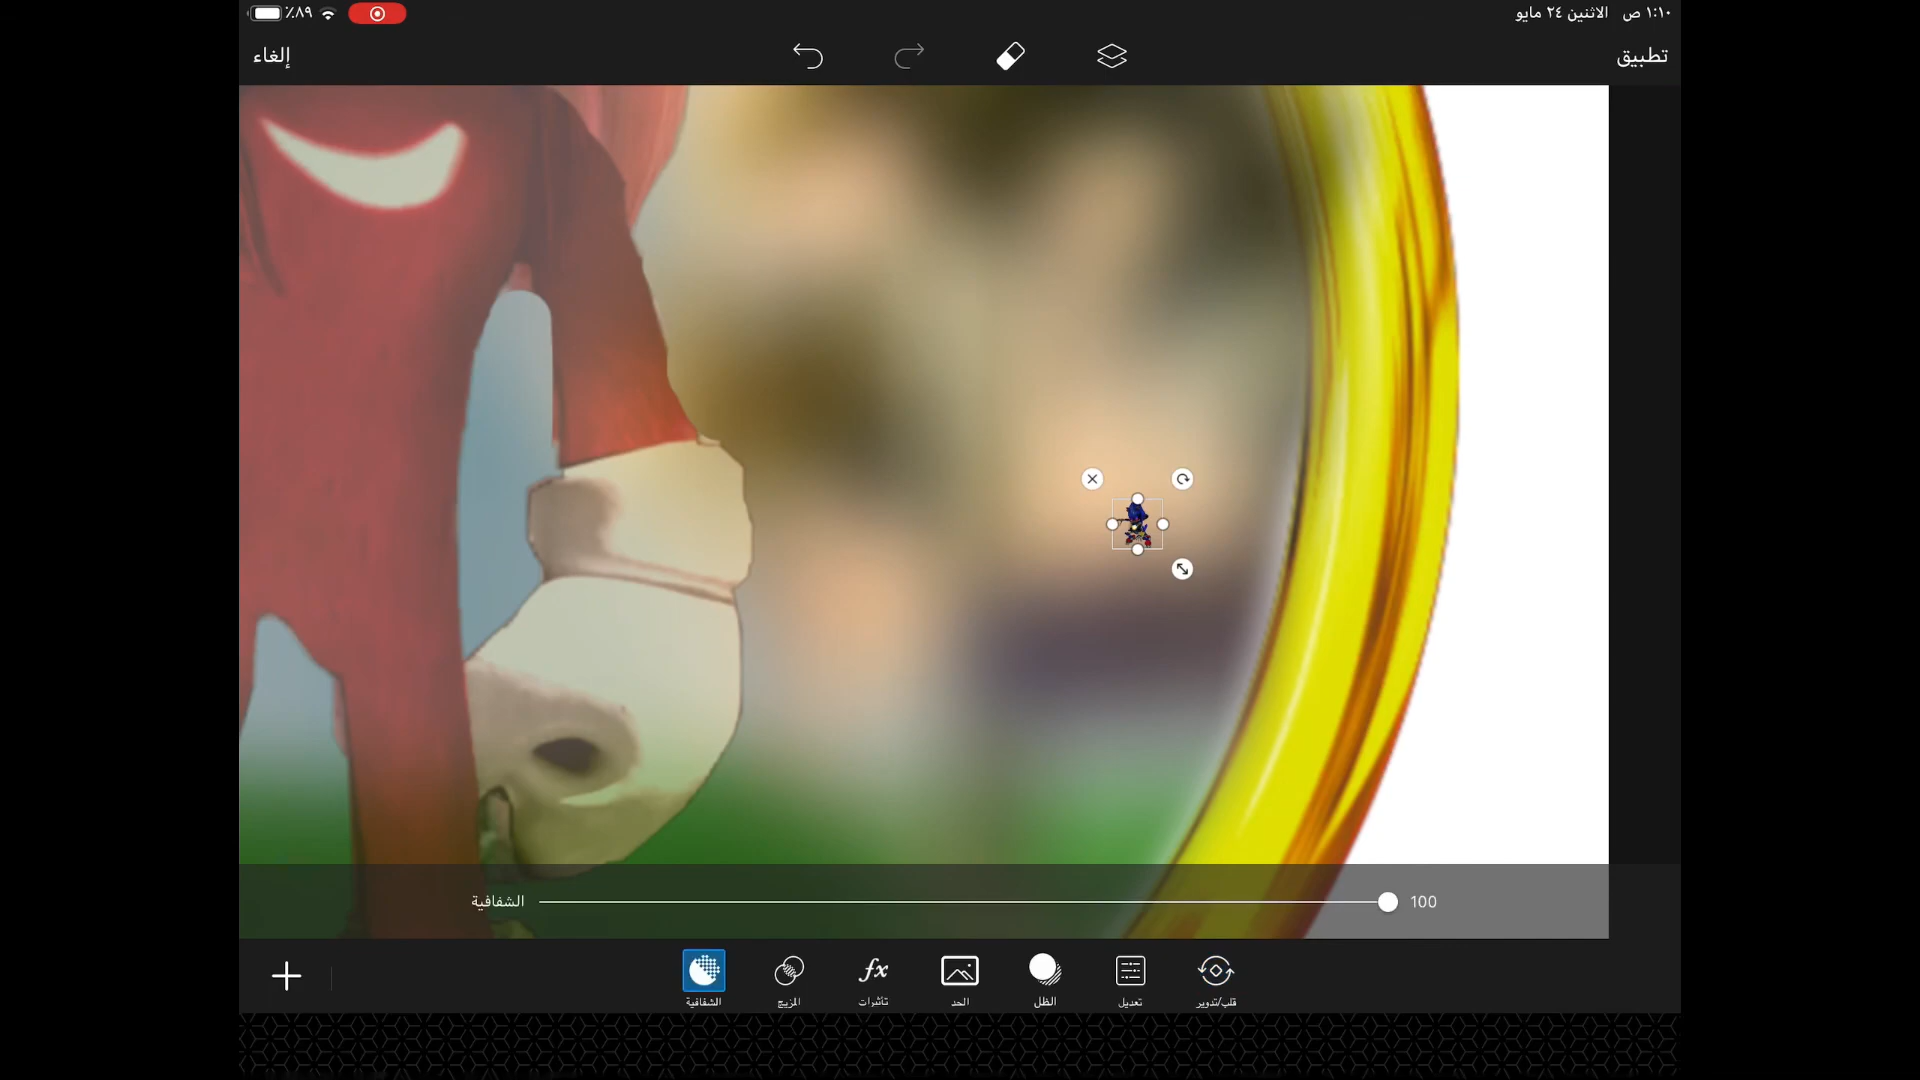 ١:١٠ ص الاثنين ٢٤ مايو
٪٨٩
تطبيق
إلغاء
الشفافية 100
قلب/تدوير
تعديل
الظل
الحد
تأثيرات
المزيج
الشفافية